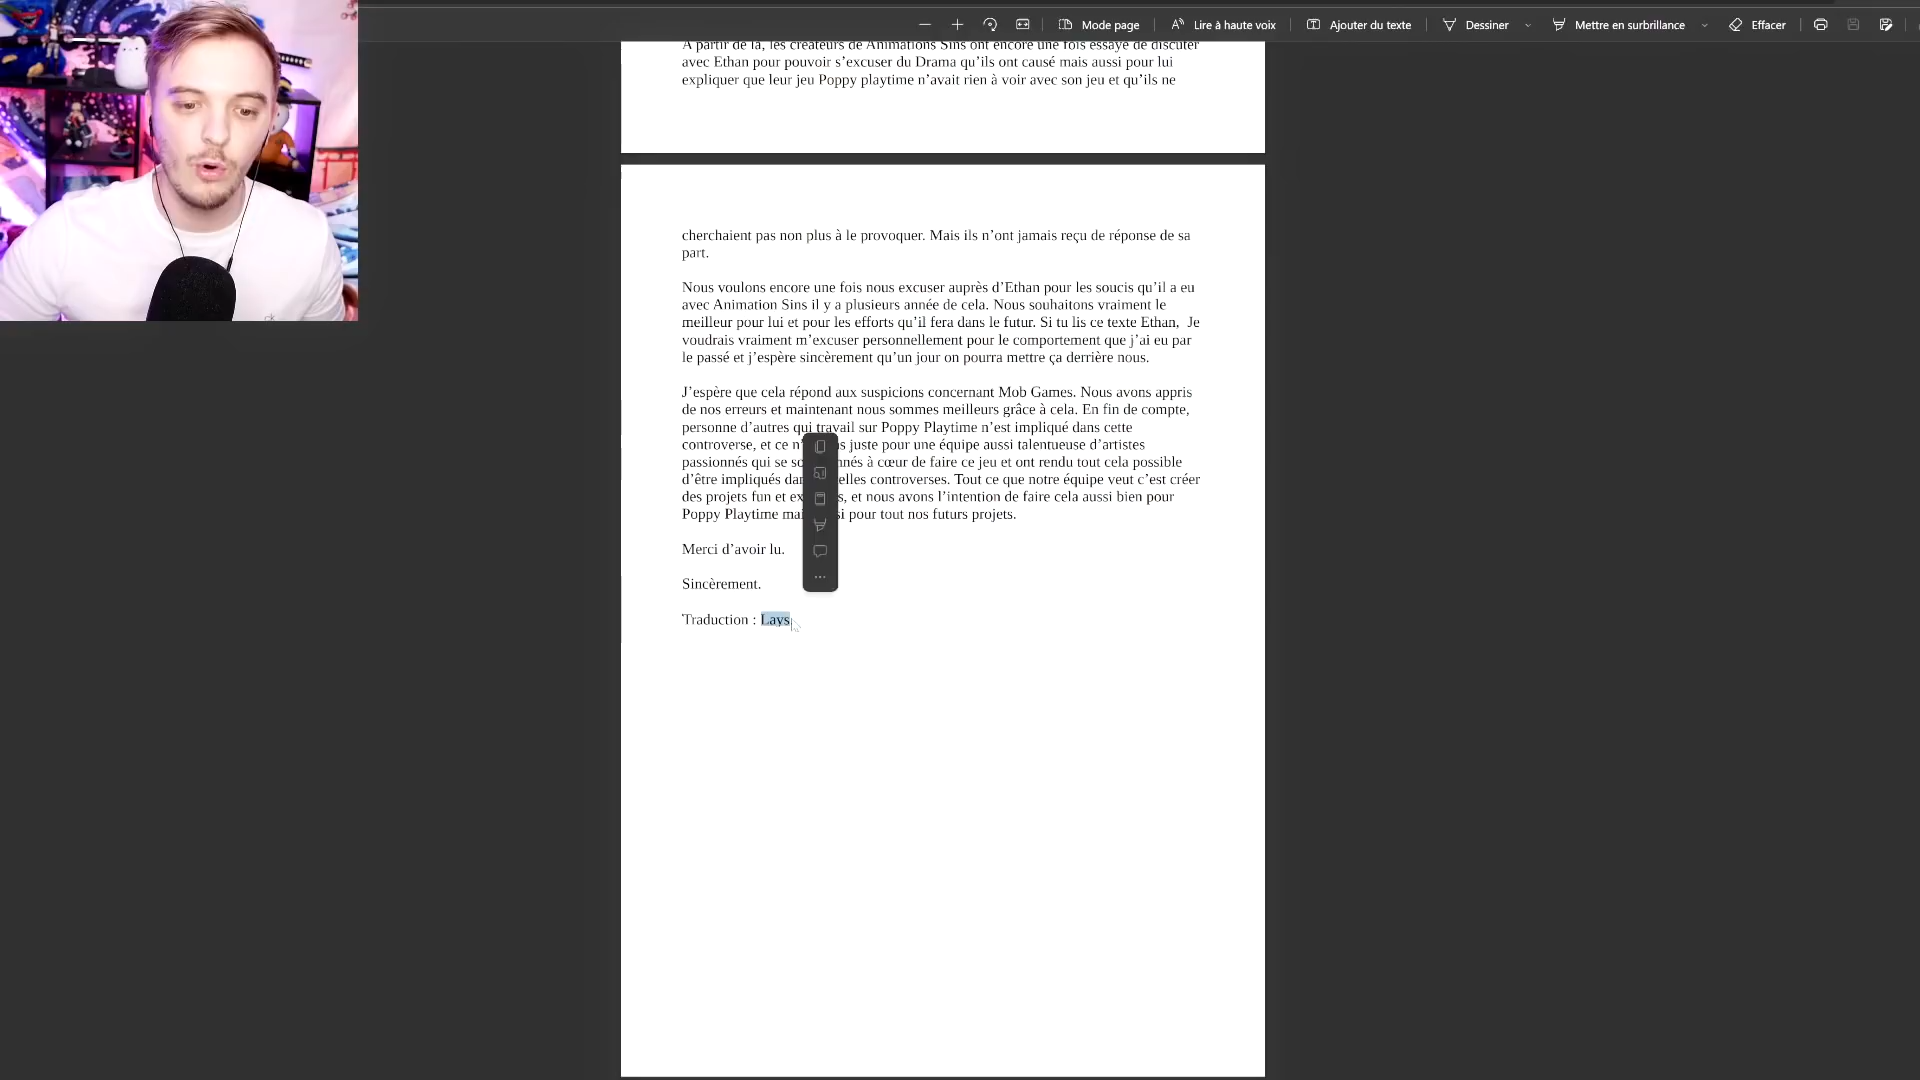 Mode page
Lire à haute voix
Ajouter du texte
Dessiner
Mettre en surbrillance
Effacer
A partir de là, les créateurs de Animations Sins ont encore une fois essayé de discuter
avec Ethan pour pouvoir s’excuser du Drama qu’ils ont causé mais aussi pour lui
expliquer que leur jeu Poppy playtime n’avait rien à voir avec son jeu et qu’ils ne
cherchaient pas non plus à le provoquer. Mais ils n’ont jamais reçu de réponse de sa
part.
Nous voulons encore une fois nous excuser auprès d’Ethan pour les soucis qu’il a eu
avec Animation Sins il y a plusieurs année de cela. Nous souhaitons vraiment le
meilleur pour lui et pour les efforts qu’il fera dans le futur. Si tu lis ce texte Ethan, Je
voudrais vraiment m’excuser personnellement pour le comportement que j’ai eu par
le passé et j’espère sincèrement qu’un jour on pourra mettre ça derrière nous.
J’espère que cela répond aux suspicions concernant Mob Games. Nous avons appris
de nos erreurs et maintenant nous sommes meilleurs grâce à cela. En fin de compte,
personne d’autres qui travail sur Poppy Playtime n’est impliqué dans cette
controverse, et ce juste pour une équipe aussi talentueuse d’artistes
passionnés qui se à cœur de faire ce jeu et ont rendu tout cela possible
d’être impliqués controverses. Tout ce que notre équipe veut c’est créer
des projets fun et et nous avons l’intention de faire cela aussi bien pour
Poppy Playtime pour tout nos futurs projets.
Merci d’avoir lu.
Sincèrement.
Traduction : Lays